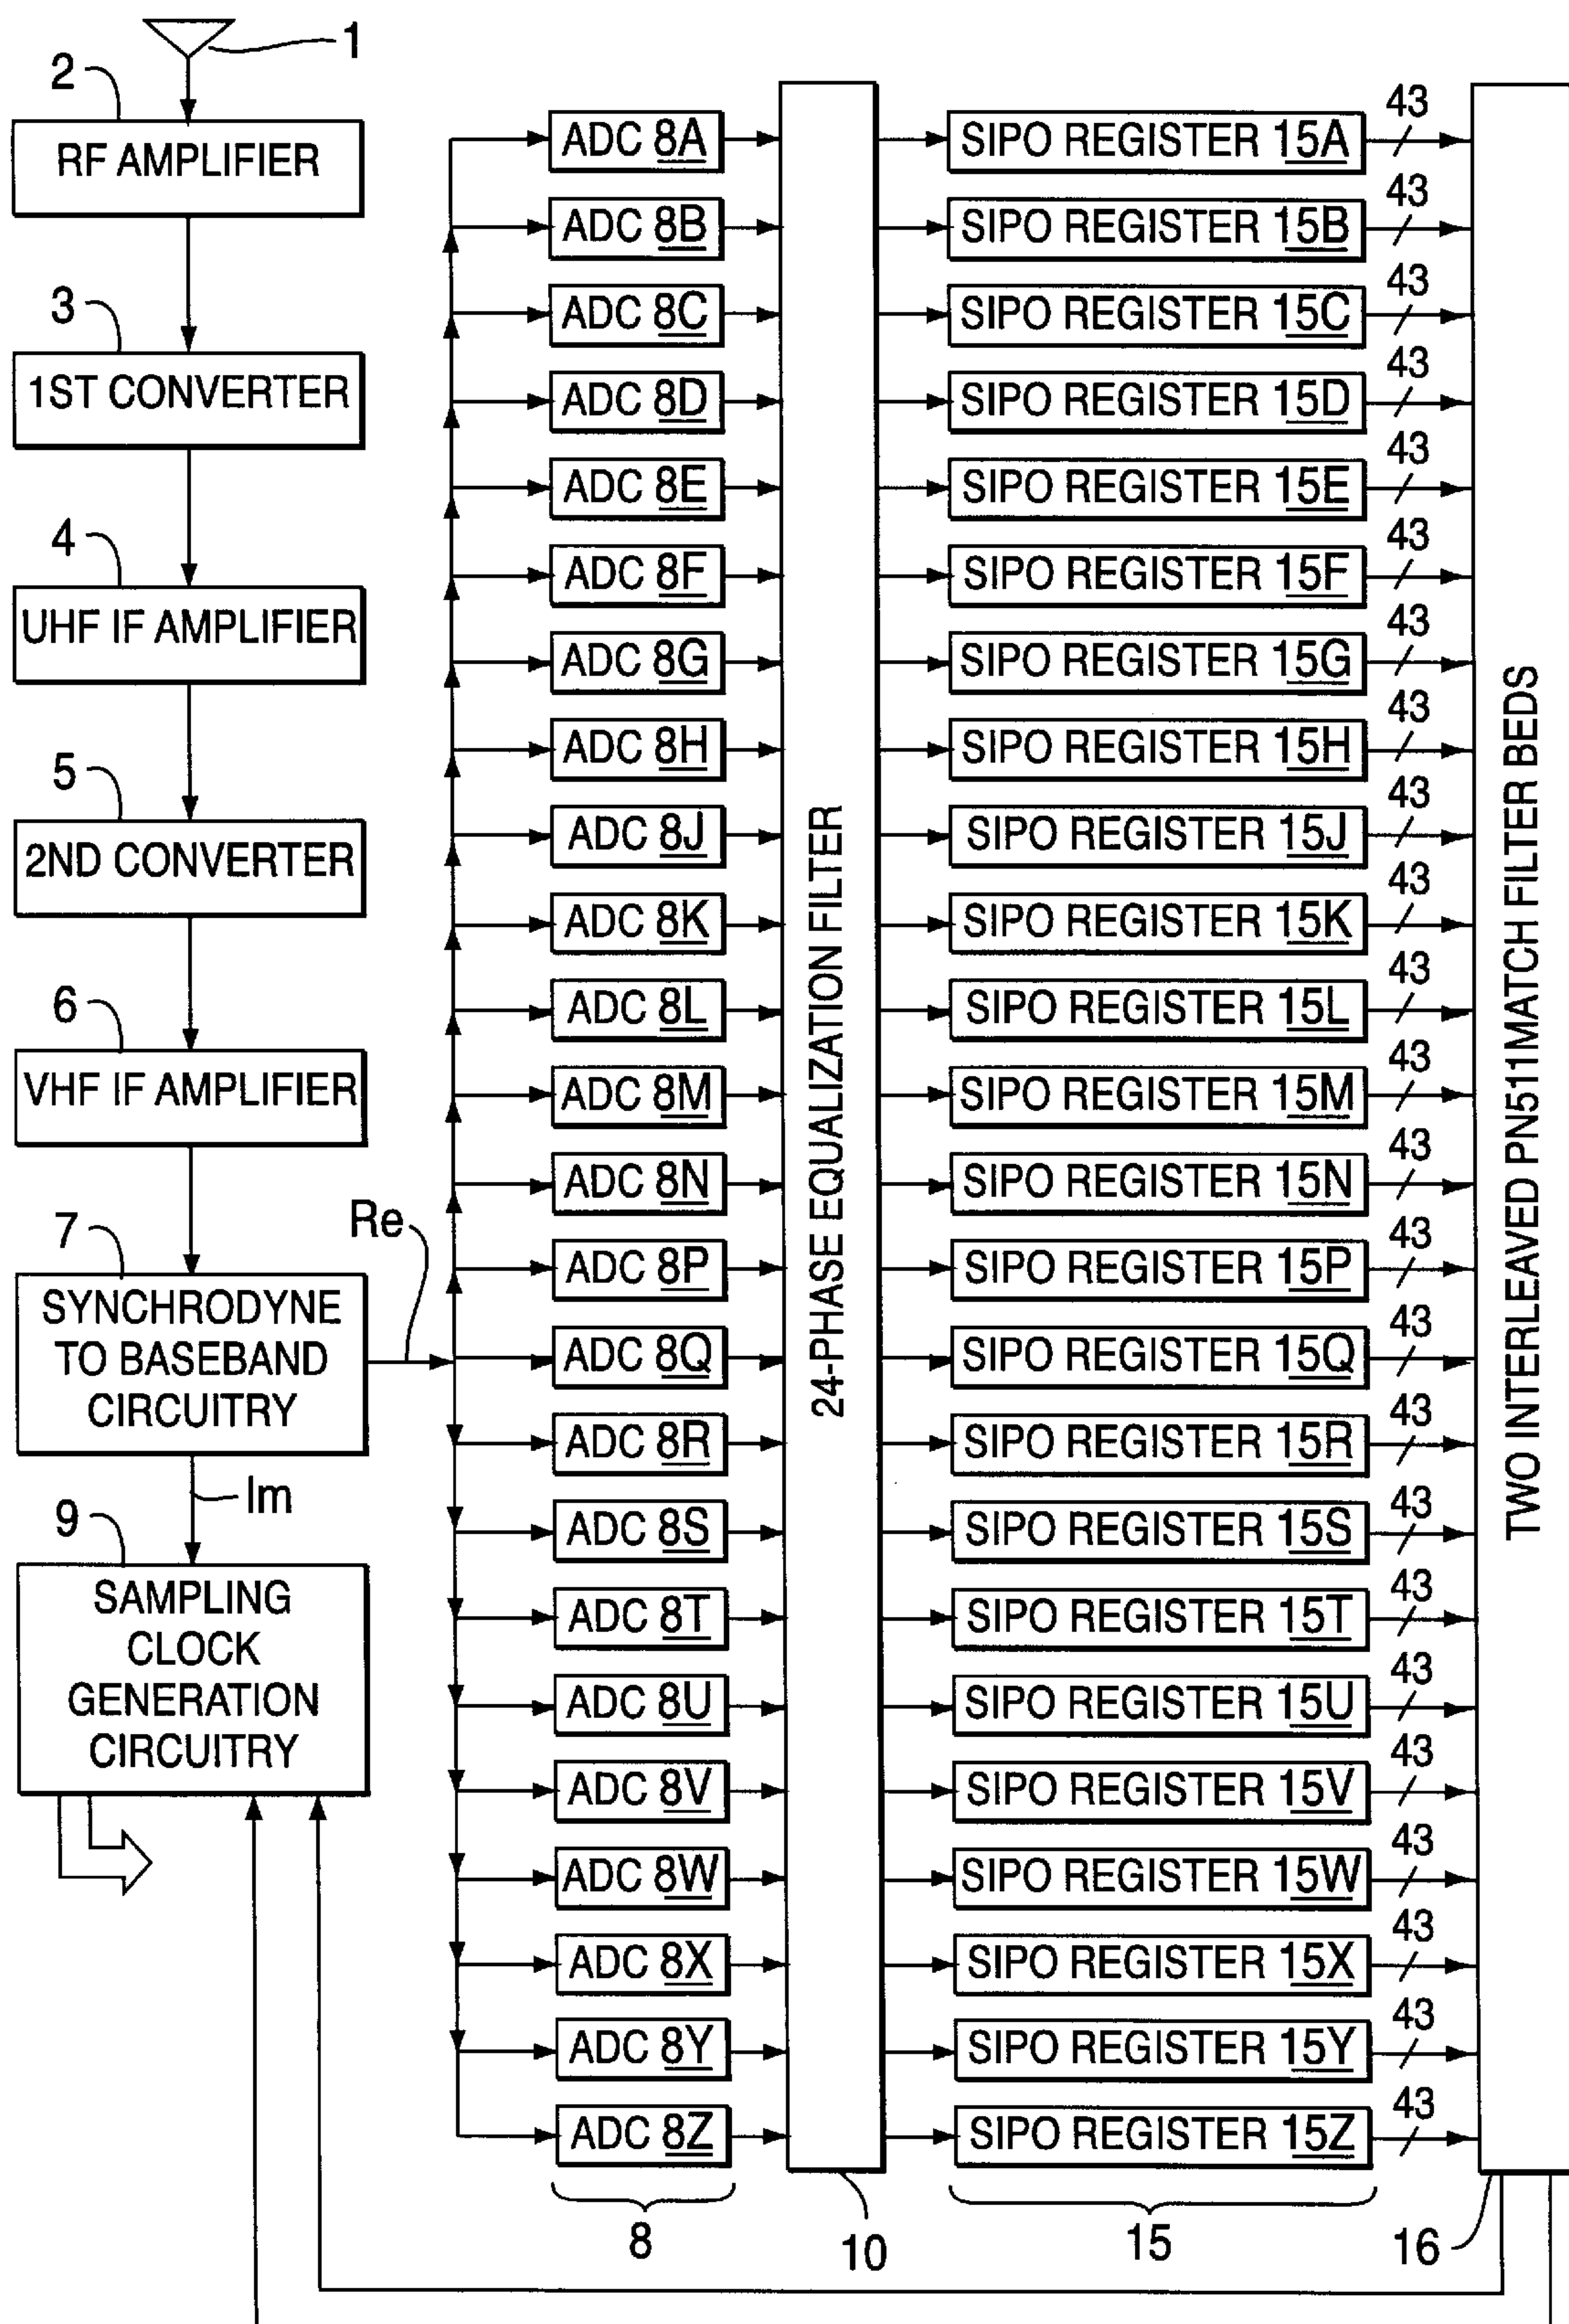 1
2
RF AMPLIFIER
3
1ST CONVERTER
4
UHF IF AMPLIFIER
5
2ND CONVERTER
6
VHF IF AMPLIFIER
7
SYNCHRODYNE
TO BASEBAND
CIRCUITRY
Re
Im
9
SAMPLING
CLOCK
GENERATION
CIRCUITRY
ADC 8A
ADC 8B
ADC 8C
ADC 8D
ADC 8E
ADC 8F
ADC 8G
ADC 8H
ADC 8J
ADC 8K
ADC 8L
ADC 8M
ADC 8N
ADC 8P
ADC 8Q
ADC 8R
ADC 8S
ADC 8T
ADC 8U
ADC 8V
ADC 8W
ADC 8X
ADC 8Y
ADC 8Z
8
24-PHASE EQUALIZATION FILTER
10
SIPO REGISTER 15A 43
SIPO REGISTER 15B 43
SIPO REGISTER 15C 43
SIPO REGISTER 15D 43
SIPO REGISTER 15E 43
SIPO REGISTER 15F 43
SIPO REGISTER 15G 43
SIPO REGISTER 15H 43
SIPO REGISTER 15J 43
SIPO REGISTER 15K 43
SIPO REGISTER 15L 43
SIPO REGISTER 15M 43
SIPO REGISTER 15N 43
SIPO REGISTER 15P 43
SIPO REGISTER 15Q 43
SIPO REGISTER 15R 43
SIPO REGISTER 15S 43
SIPO REGISTER 15T 43
SIPO REGISTER 15U 43
SIPO REGISTER 15V 43
SIPO REGISTER 15W 43
SIPO REGISTER 15X 43
SIPO REGISTER 15Y 43
SIPO REGISTER 15Z 43
15
TWO INTERLEAVED PN511MATCH FILTER BEDS
16